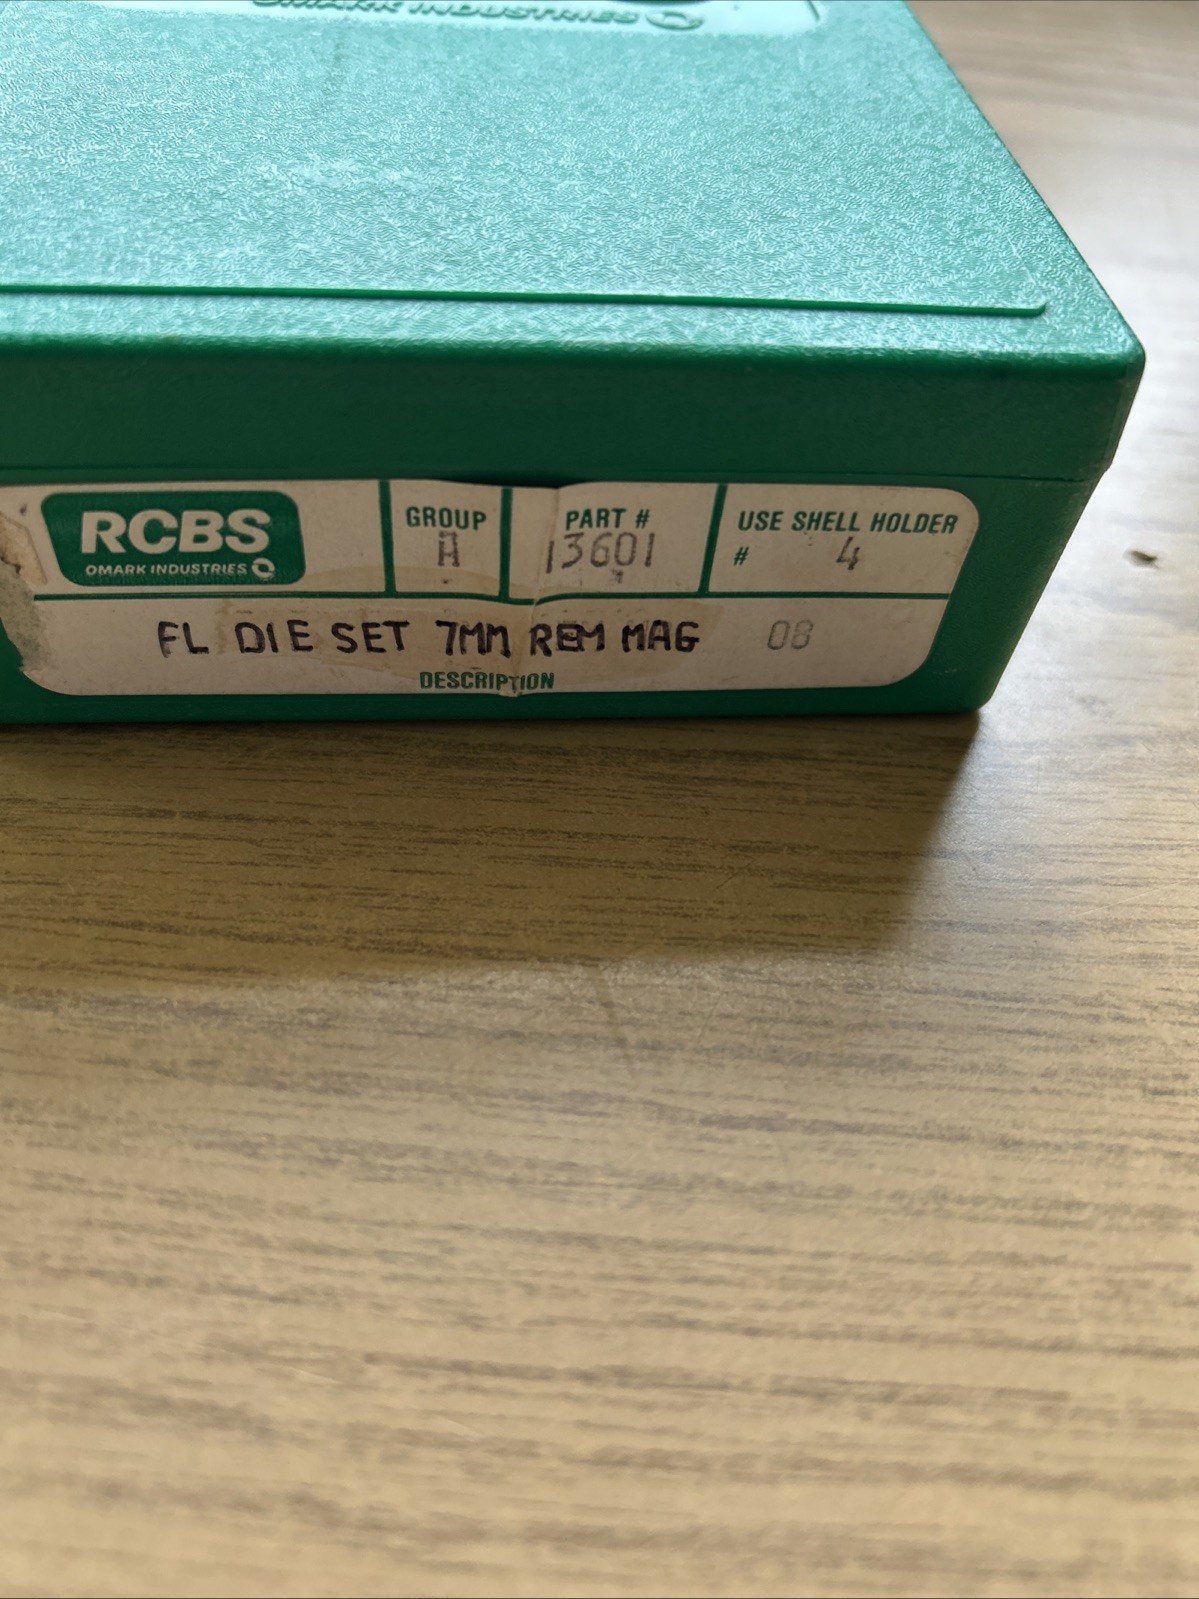 OMARK INDUSTRIES
RCBS
OMARK INDUSTRIES
GROUP
A
PART #
13601
USE SHELL HOLDER
# 4
FL DIE SET 7MM REM MAG 08
DESCRIPTION